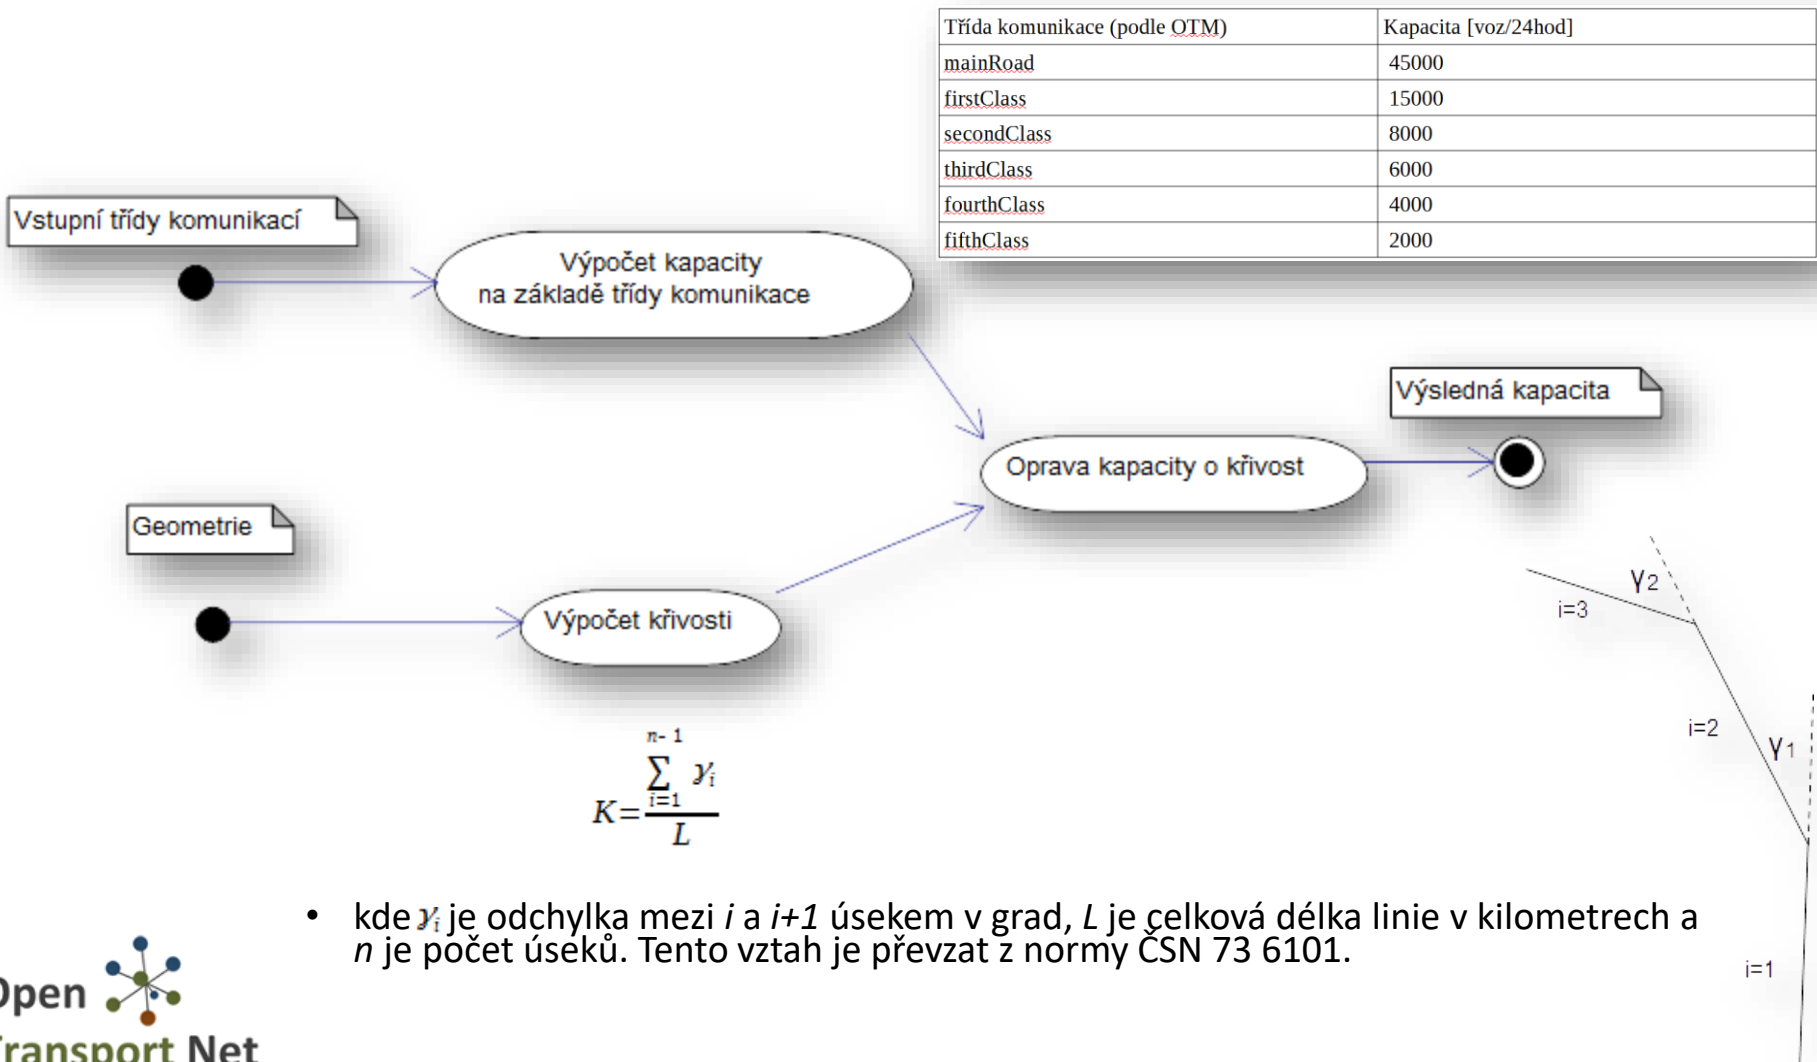 Třída komunikace (podle OTM) Kapacita [voz/24hod]
mainRoad 45000
firstClass 15000
secondClass 8000
thirdClass 6000
fourthClass 4000
fifthClass 2000
Vstupní třídy komunikací
Výpočet kapacity
na základě třídy komunikace
Výsledná kapacita
Oprava kapacity o křivost
Geometrie
Výpočet křivosti
γ2
i=3
i=2
γ1
i=1
n- 1
∑ γi
i=1
K=
L
kde γi je odchylka mezi i a i+1 úsekem v grad, L je celková délka linie v kilometrech a
n je počet úseků. Tento vztah je převzat z normy ČSN 73 6101.
Open
Transport Net